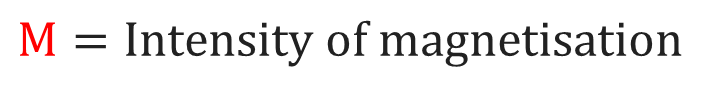 M = Intensity of magnetisation